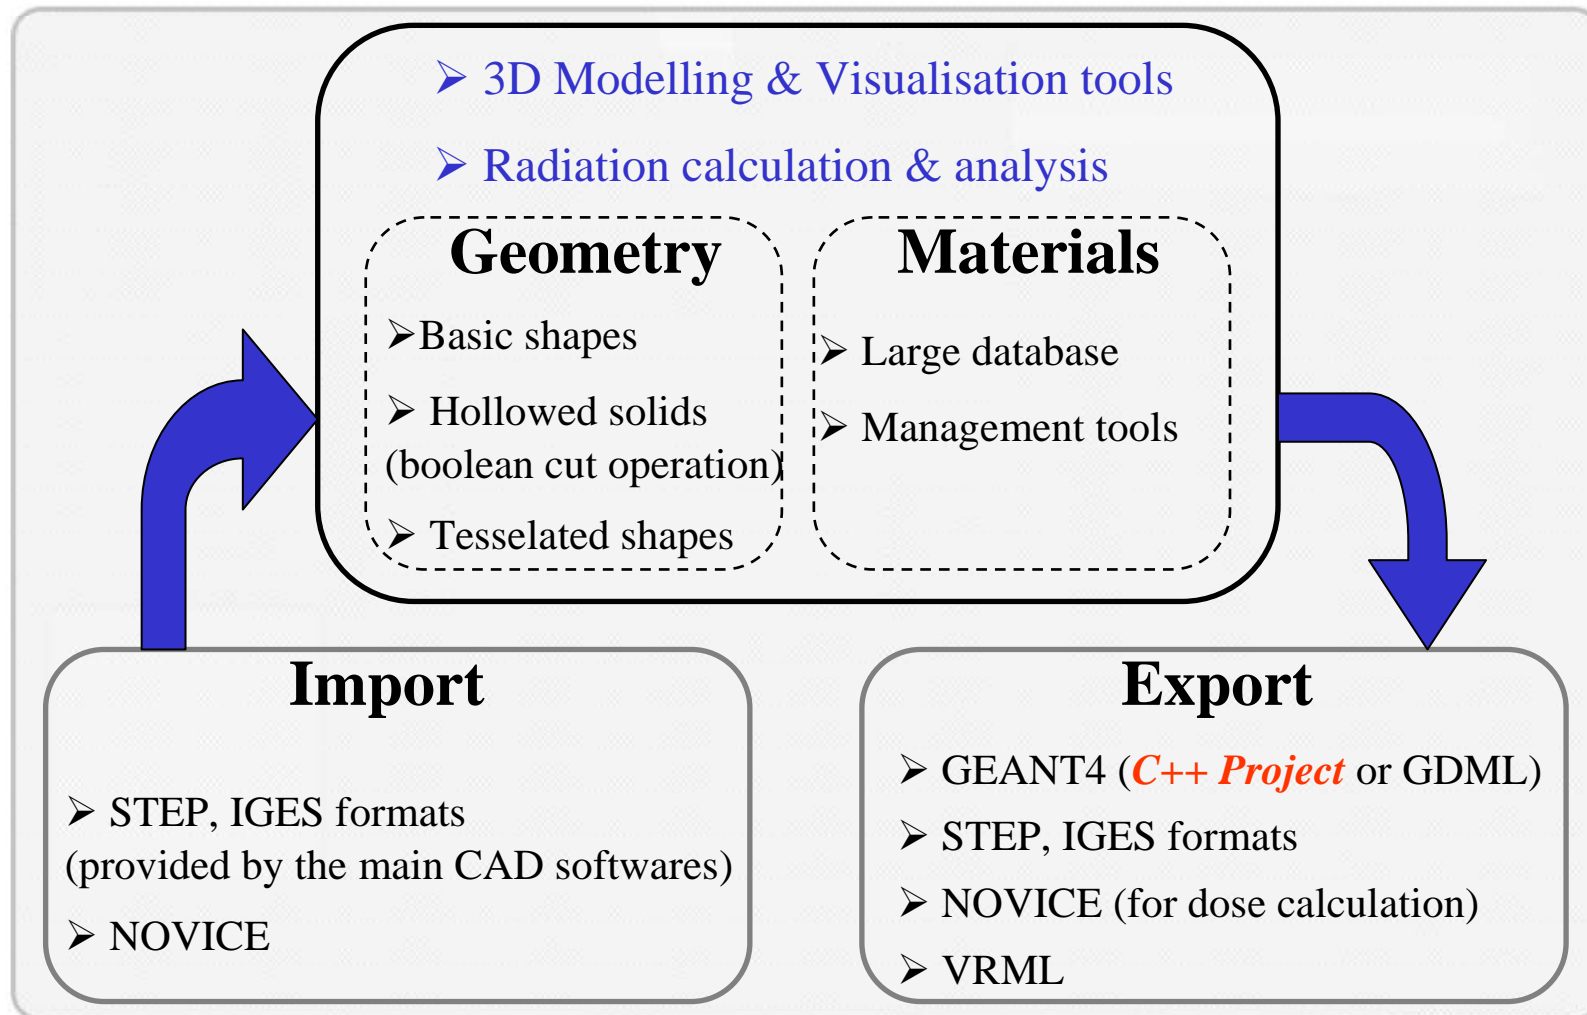 ➢ 3D Modelling & Visualisation tools
➢ Radiation calculation & analysis
Geometry
➢Basic shapes
➢ Hollowed solids
(boolean cut operation)
➢ Tesselated shapes
Materials
➢ Large database
➢ Management tools
Import
➢ STEP, IGES formats
(provided by the main CAD softwares)
➢ NOVICE
Export
➢ GEANT4 (C++ Project or GDML)
➢ STEP, IGES formats
➢ NOVICE (for dose calculation)
➢ VRML